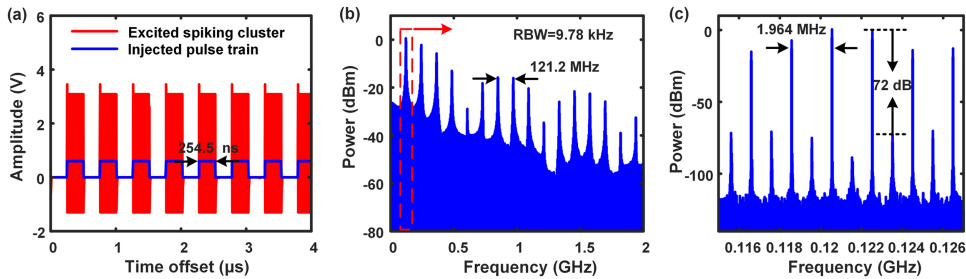 (a)
Amplitude (V)
6
4
2
0
-2
Excited spiking cluster
Injected pulse train
254.5 ns
0 1 2 3 4
Time offset (μs)
(b)
Power (dBm)
0
-20
-40
-60
-80
RBW=9.78 kHz
121.2 MHz
0 0.5 1 1.5 2
Frequency (GHz)
(c)
Power (dBm)
0
-50
-100
1.964 MHz
72 dB
0.116 0.118 0.12 0.122 0.124 0.126
Frequency (GHz)